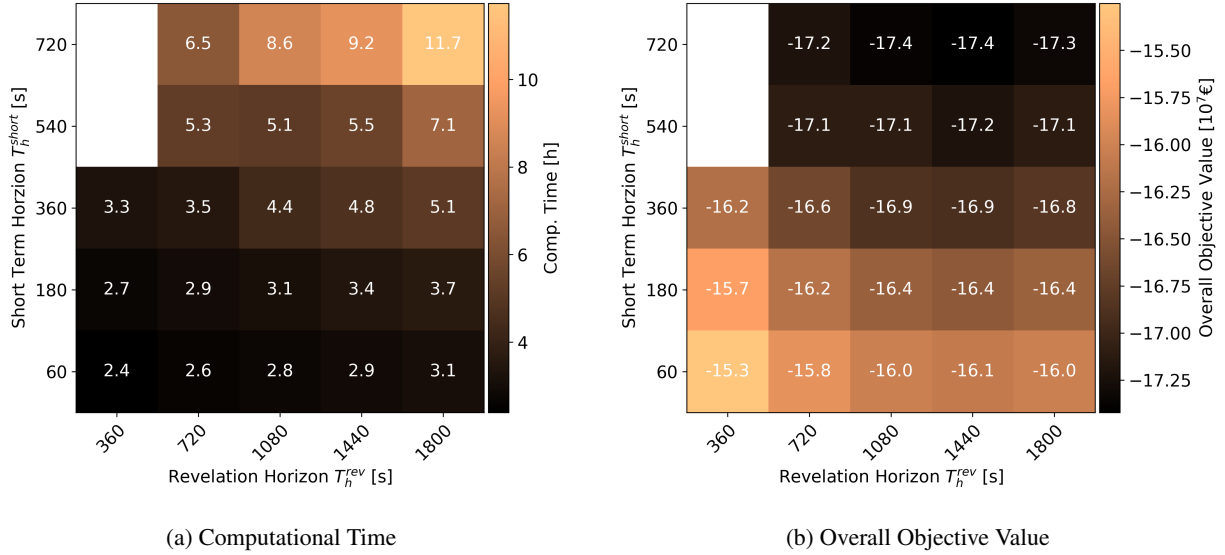 720 6.5 8.6 9.2 11.7
540 5.3 5.1 5.5 7.1
360 3.3 3.5 4.4 4.8 5.1
180 2.7 2.9 3.1 3.4 3.7
60 2.4 2.6 2.8 2.9 3.1
360 720 1080 1440 1800
Short Term Horzion T_h^short [s]
Revelation Horizon T_h^rev [s]
10
8
6
4
Comp. Time [h]
(a) Computational Time
720 -17.2 -17.4 -17.4 -17.3
540 -17.1 -17.1 -17.2 -17.1
360 -16.2 -16.6 -16.9 -16.9 -16.8
180 -15.7 -16.2 -16.4 -16.4 -16.4
60 -15.3 -15.8 -16.0 -16.1 -16.0
360 720 1080 1440 1800
Short Term Horzion T_h^short [s]
Revelation Horizon T_h^rev [s]
−15.50
−15.75
−16.00
−16.25
−16.50
−16.75
−17.00
−17.25
Overall Objective Value [10⁷€]
(b) Overall Objective Value